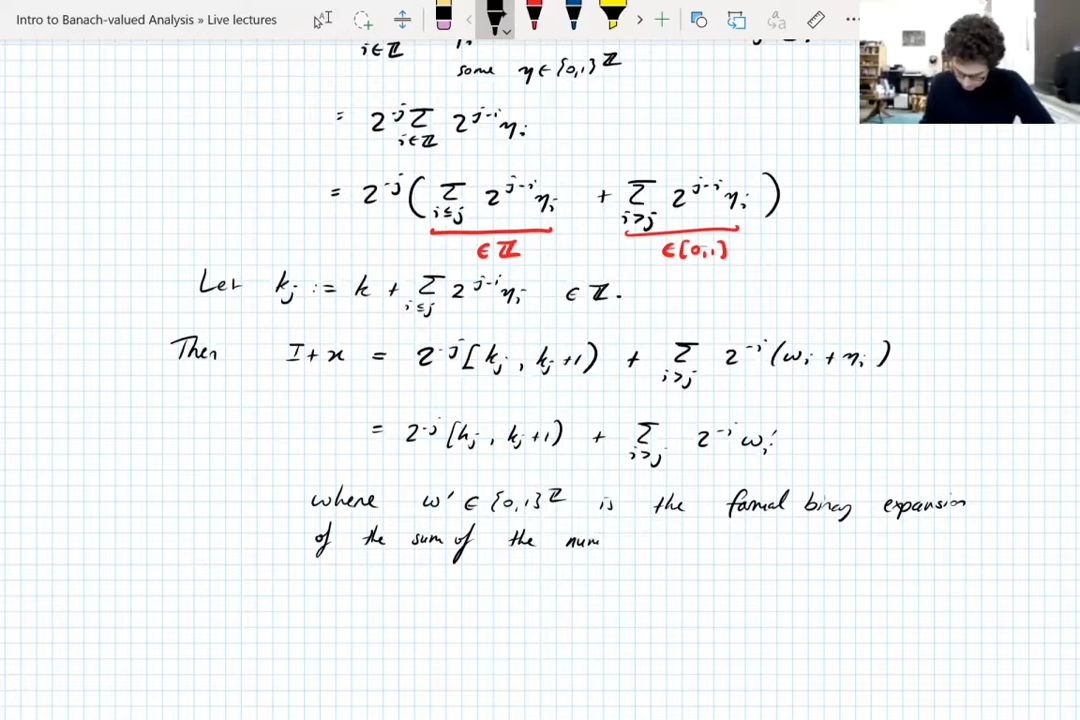 Intro to Banach-valued Analysis » Live lectures
i∈ℤ
some η ∈ {0,1}^ℤ
= 2^{-j} Σ_{i∈ℤ} 2^{j-i} η_i
= 2^{-j} ( Σ_{i≤j} 2^{j-i} η_i + Σ_{i>j} 2^{j-i} η_i )
∈ ℤ ∈ [0,1)
Let k_j := k + Σ_{i≤j} 2^{j-i} η_i ∈ ℤ.
Then I + x = 2^{-j} [k_j, k_j+1) + Σ_{i>j} 2^{-i} (ω_i + η_i)
= 2^{-j} [k_j, k_j+1) + Σ_{i>j} 2^{-i} ω_i'
where ω' ∈ {0,1}^ℤ is the formal binary expansion
of the sum of the num